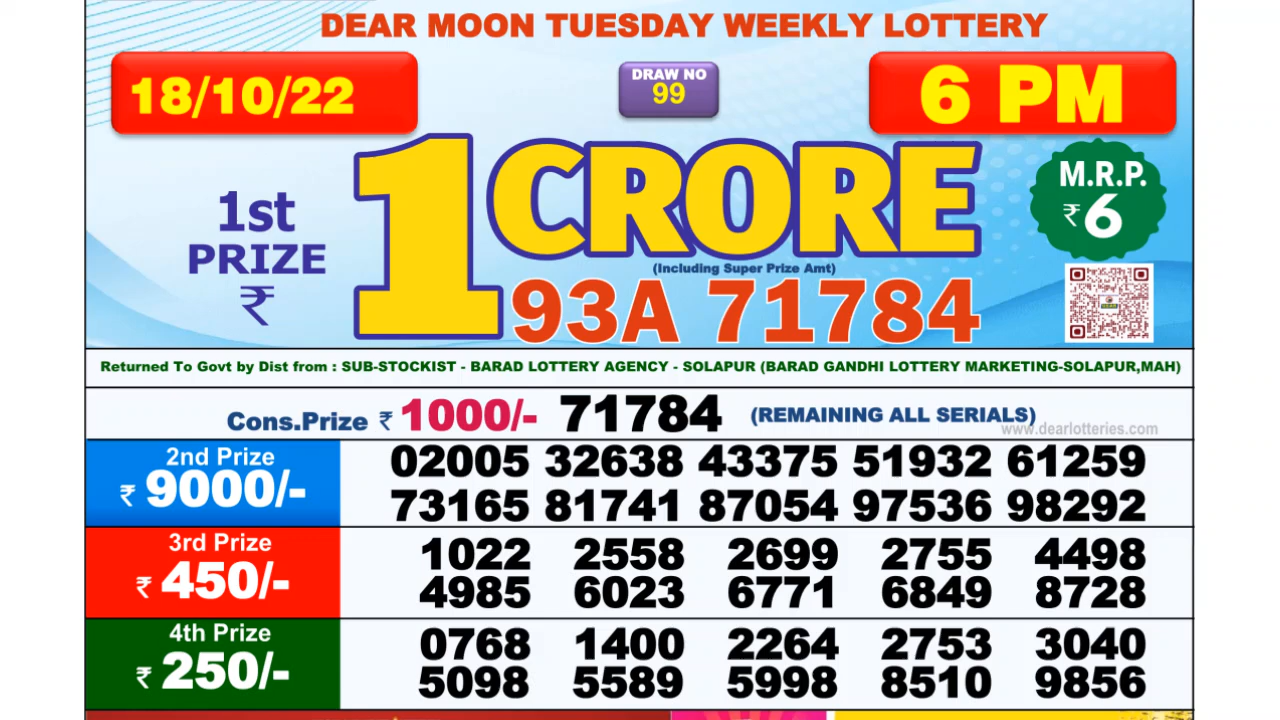 DEAR MOON TUESDAY WEEKLY LOTTERY
18/10/22
DRAW NO
99
6 PM
1st
PRIZE
₹
1 CRORE
(Including Super Prize Amt)
93A 71784
M.R.P.
₹6
Returned To Govt by Dist from : SUB-STOCKIST - BARAD LOTTERY AGENCY - SOLAPUR (BARAD GANDHI LOTTERY MARKETING-SOLAPUR,MAH)
Cons.Prize ₹ 1000/- 71784 (REMAINING ALL SERIALS)
www.dearlotteries.com
2nd Prize
₹ 9000/-
02005 32638 43375 51932 61259
73165 81741 87054 97536 98292
3rd Prize
₹ 450/-
1022 2558 2699 2755 4498
4985 6023 6771 6849 8728
4th Prize
₹ 250/-
0768 1400 2264 2753 3040
5098 5589 5998 8510 9856